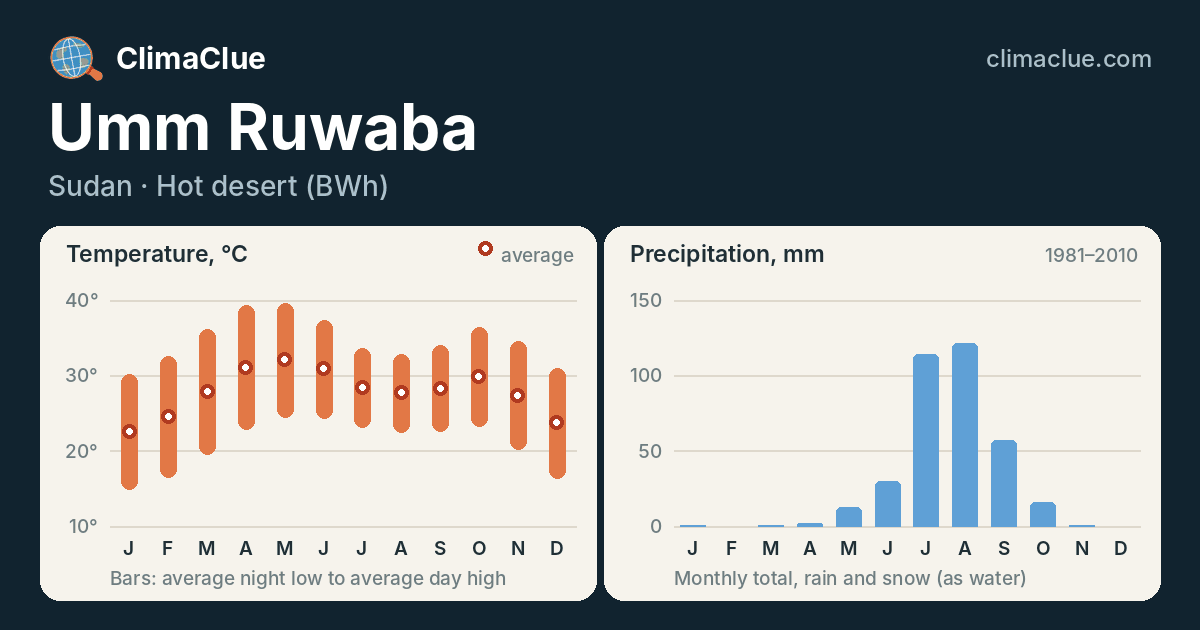 ClimaClue
climaclue.com
Umm Ruwaba
Sudan · Hot desert (BWh)
Temperature, °C
average
40°
30°
20°
10°
J F M A M J J A S O N D
Bars: average night low to average day high
Precipitation, mm
1981–2010
150
100
50
0
J F M A M J J A S O N D
Monthly total, rain and snow (as water)